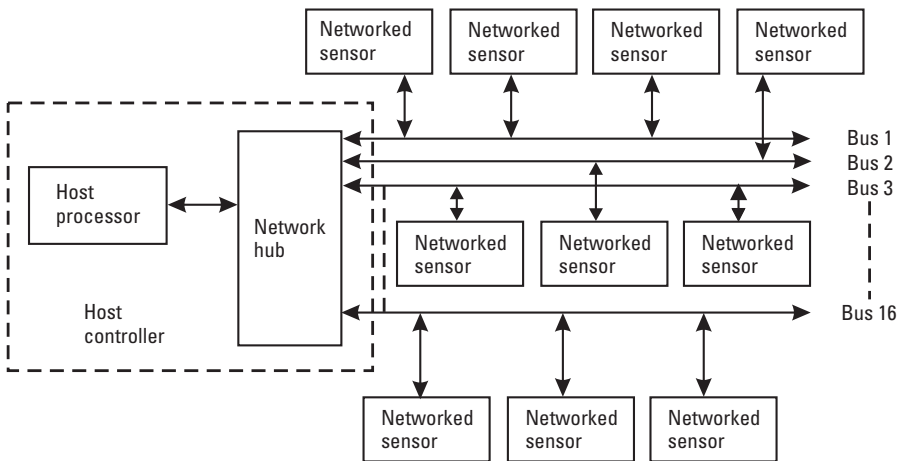 Networked
sensor
Networked
sensor
Networked
sensor
Networked
sensor
Bus 1
Bus 2
Bus 3
Host
processor
Network
hub
Networked
sensor
Networked
sensor
Networked
sensor
Host
controller
Bus 16
Networked
sensor
Networked
sensor
Networked
sensor